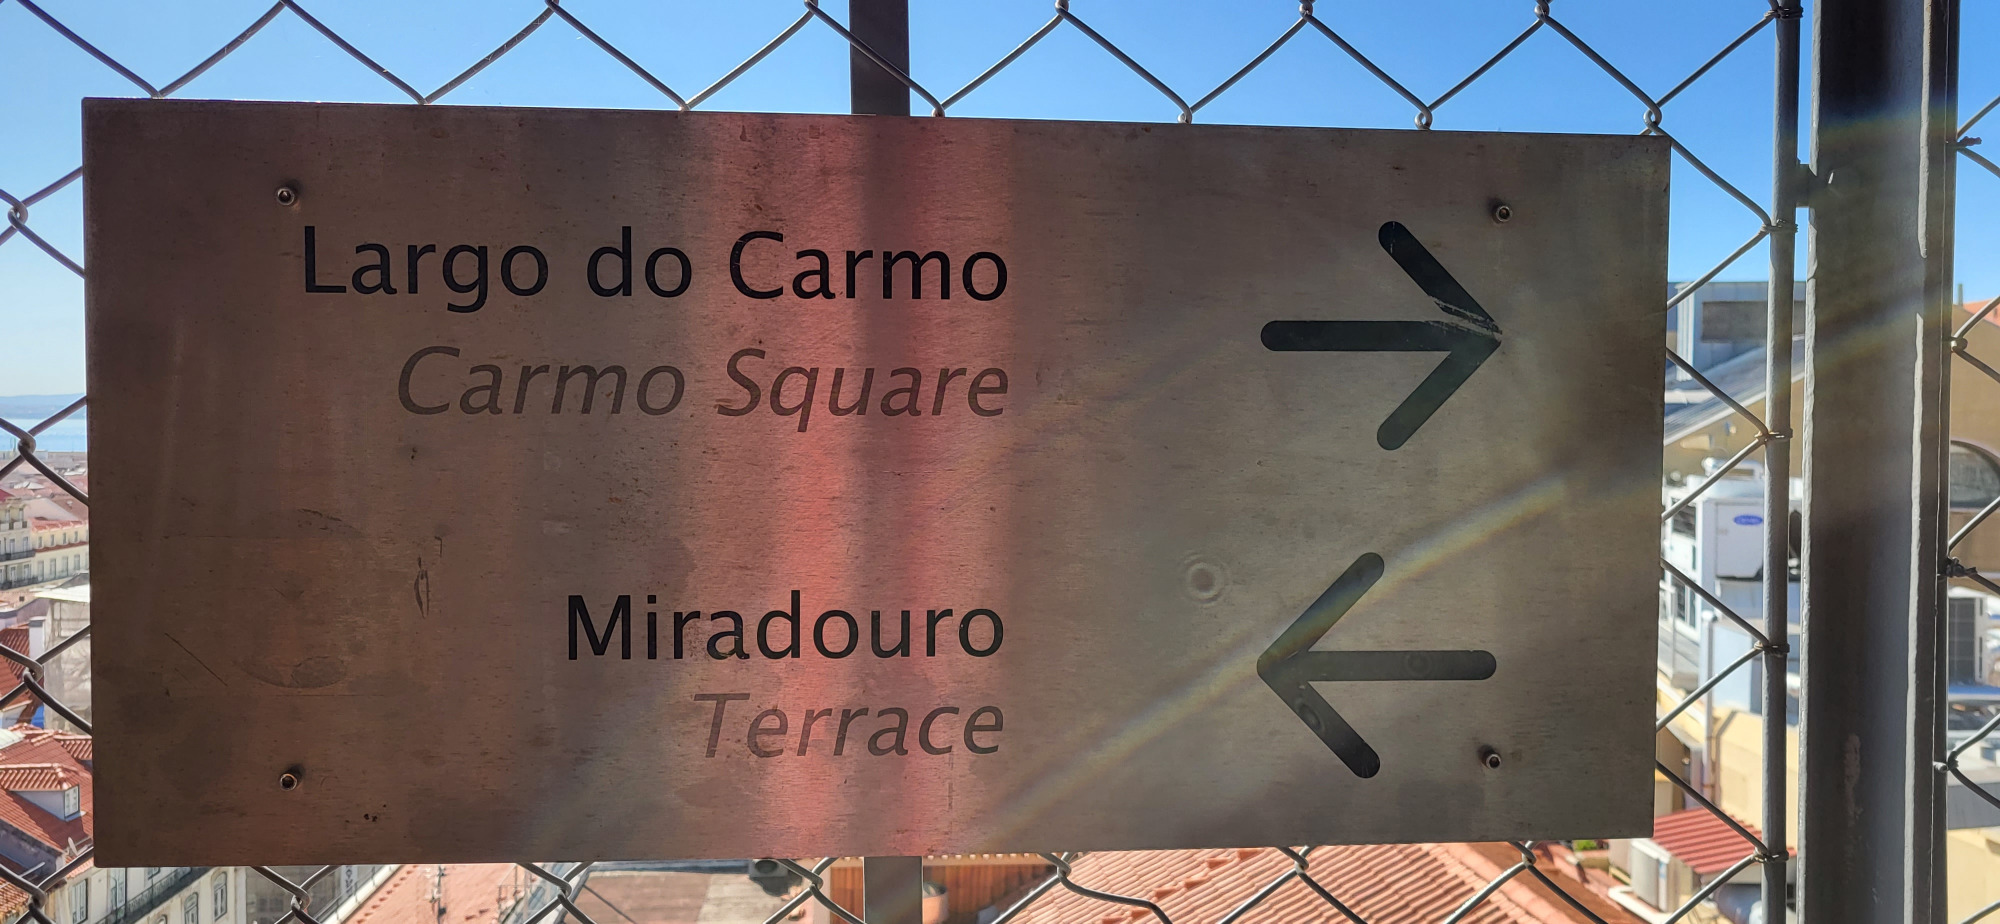 Largo do Carmo
Carmo Square
Miradouro
Terrace